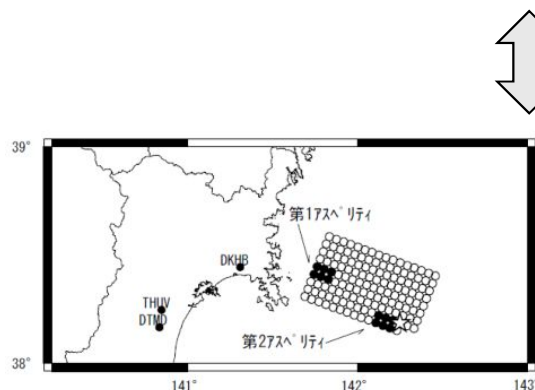 39°
第1ｱｽﾍﾟﾘﾃｨ
DKHB
THUV
DTMD
第2ｱｽﾍﾟﾘﾃｨ
38°
141° 142° 143°